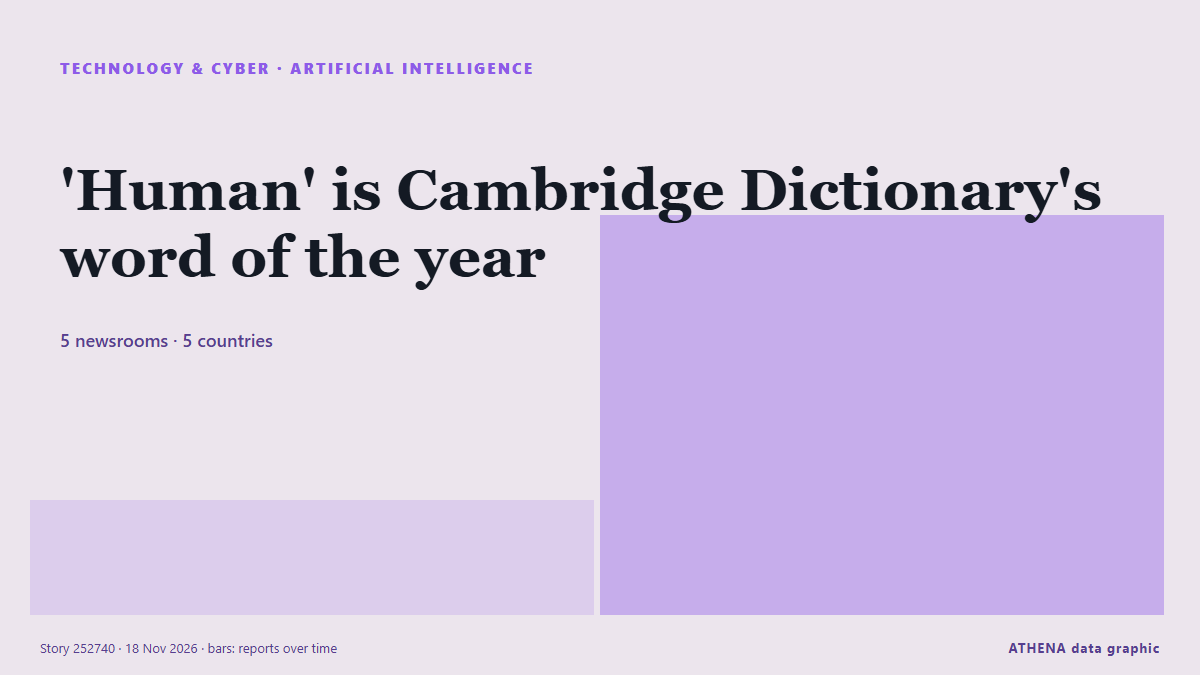 TECHNOLOGY & CYBER · ARTIFICIAL INTELLIGENCE
'Human' is Cambridge Dictionary's
word of the year
5 newsrooms · 5 countries
Story 252740 · 18 Nov 2026 · bars: reports over time
ATHENA data graphic